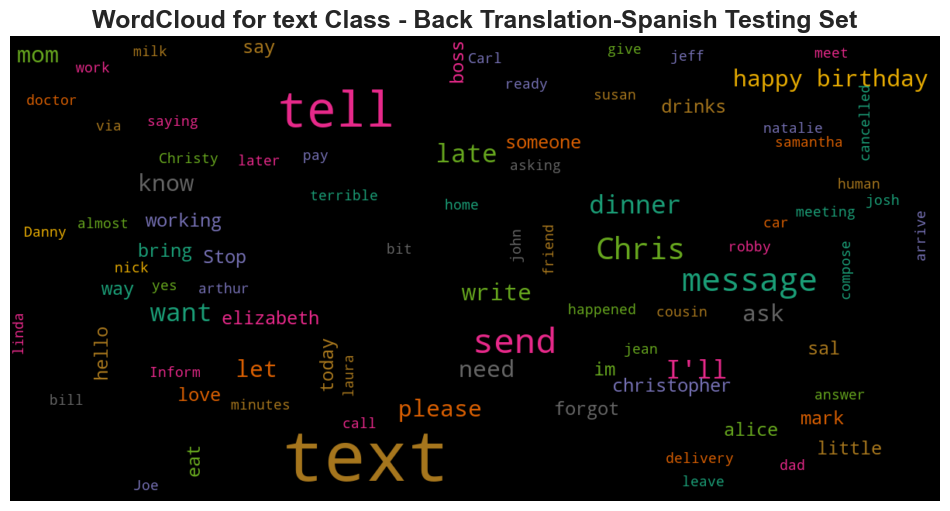 WordCloud for text Class - Back Translation-Spanish Testing Set
mom
milk
say
boss
Carl
give
jeff
meet
work
ready
happy birthday
doctor
tell
susan
drinks
cancelled
via
saying
late
someone
natalie
samantha
Christy
later
pay
asking
know
terrible
home
dinner
human
josh
Danny
almost
working
car
meeting
arrive
bring
Stop
bit
john
friend
Chris
robby
nick
way
yes
arthur
write
message
compose
want
elizabeth
happened
cousin
ask
linda
hello
today
send
jean
sal
Inform
let
laura
need
im
I'll
christopher
bill
love
minutes
please
forgot
answer
mark
call
alice
little
eat
text
delivery
dad
Joe
leave